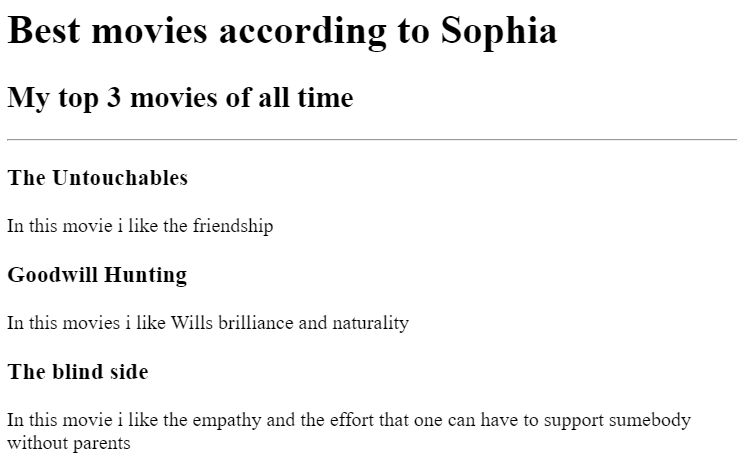 Best movies according to Sophia
My top 3 movies of all time
The Untouchables
In this movie i like the friendship
Goodwill Hunting
In this movies i like Wills brilliance and naturality
The blind side
In this movie i like the empathy and the effort that one can have to support sumebody
without parents